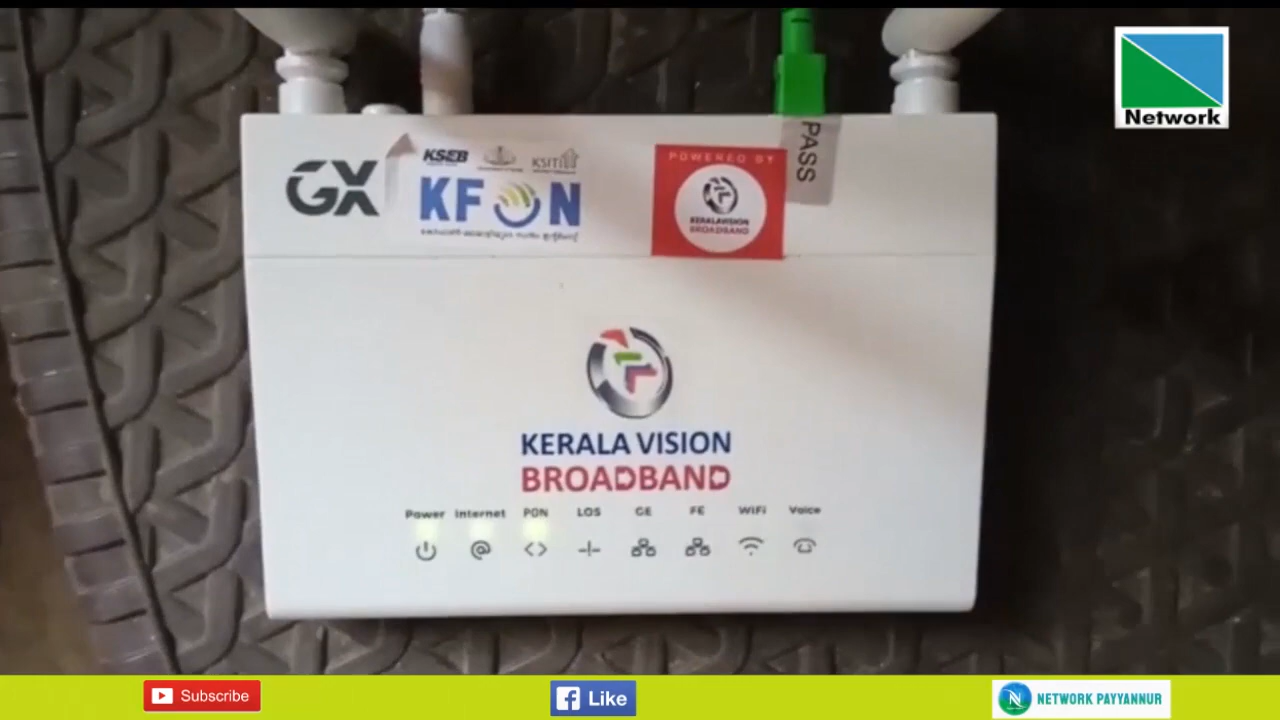 Network
PASS
GX
KSEB
KFON
POWERED BY
KERALAVISION
BROADBAND
KERALA VISION
BROADBAND
Power Internet PON LOS GE FE WiFi Voice
Subscribe
Like
NETWORK PAYYANNUR